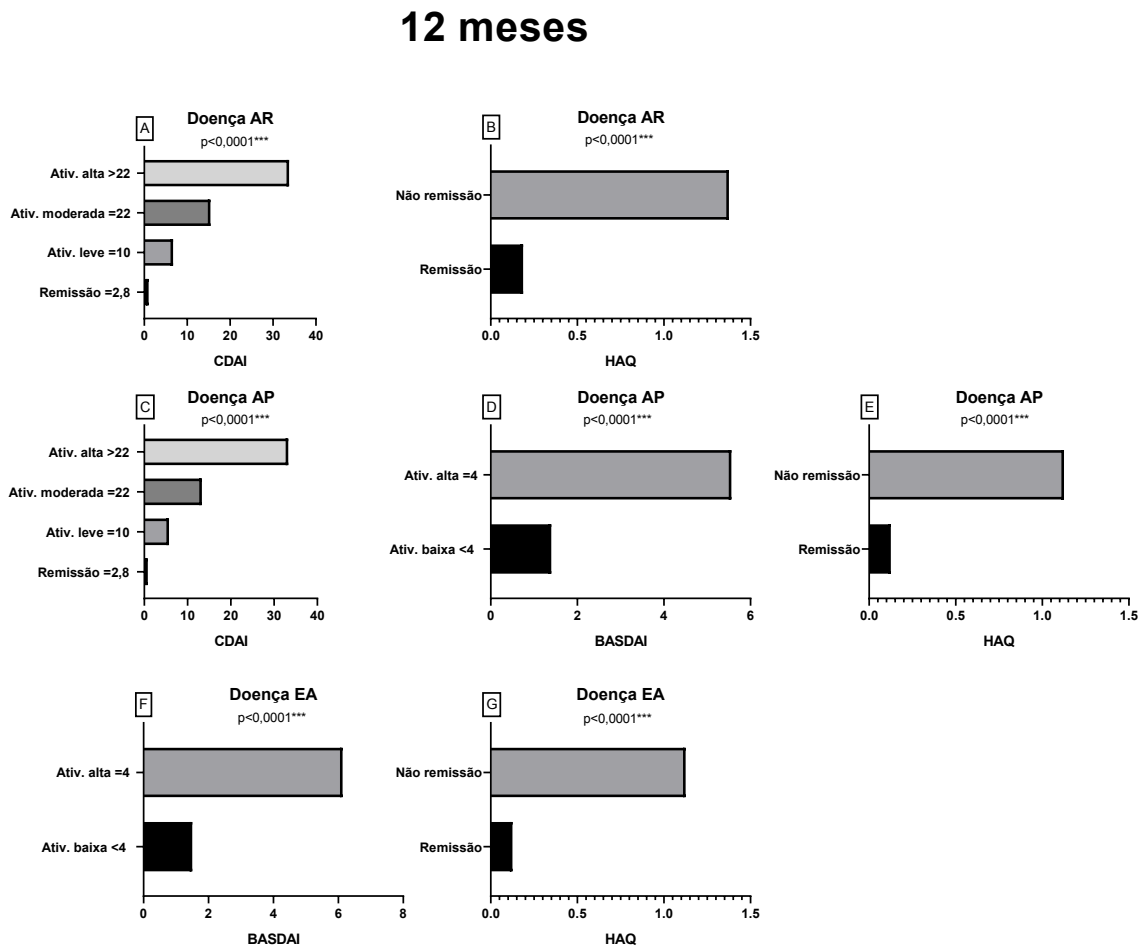 12 meses
A
Doença AR
p<0,0001***
Ativ. alta >22
Ativ. moderada =22
Ativ. leve =10
Remissão =2,8
0 10 20 30 40
CDAI
B
Doença AR
p<0,0001***
Não remissão
Remissão
0.0 0.5 1.0 1.5
HAQ
C
Doença AP
p<0,0001***
Ativ. alta >22
Ativ. moderada =22
Ativ. leve =10
Remissão =2,8
0 10 20 30 40
CDAI
D
Doença AP
p<0,0001***
Ativ. alta =4
Ativ. baixa <4
0 2 4 6
BASDAI
E
Doença AP
p<0,0001***
Não remissão
Remissão
0.0 0.5 1.0 1.5
HAQ
F
Doença EA
p<0,0001***
Ativ. alta =4
Ativ. baixa <4
0 2 4 6 8
BASDAI
G
Doença EA
p<0,0001***
Não remissão
Remissão
0.0 0.5 1.0 1.5
HAQ